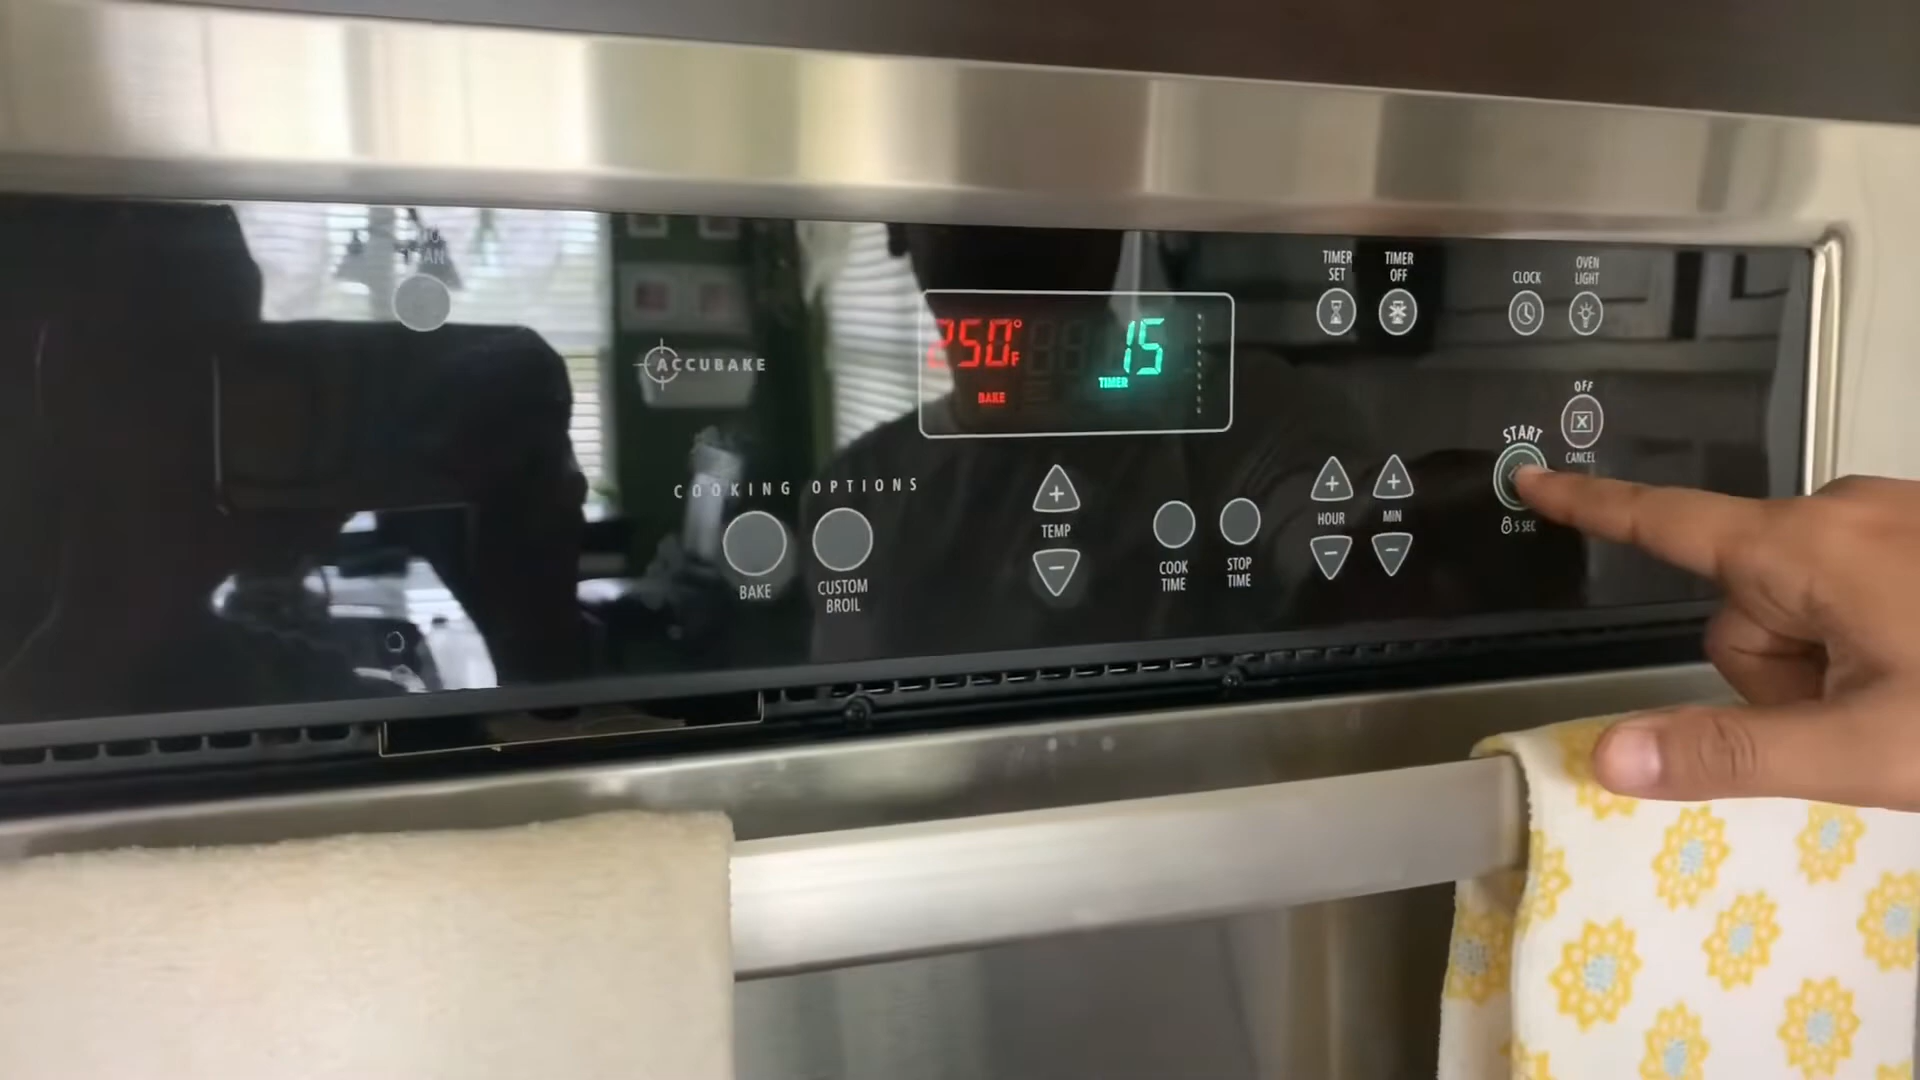 TIMER
SET
TIMER
OFF
CLOCK
OVEN
LIGHT
ACCUBAKE
250°F
15
TIMER
BAKE
OFF
START
CANCEL
COOKING OPTIONS
TEMP
HOUR
MIN
5 SEC
BAKE
CUSTOM
BROIL
COOK
TIME
STOP
TIME